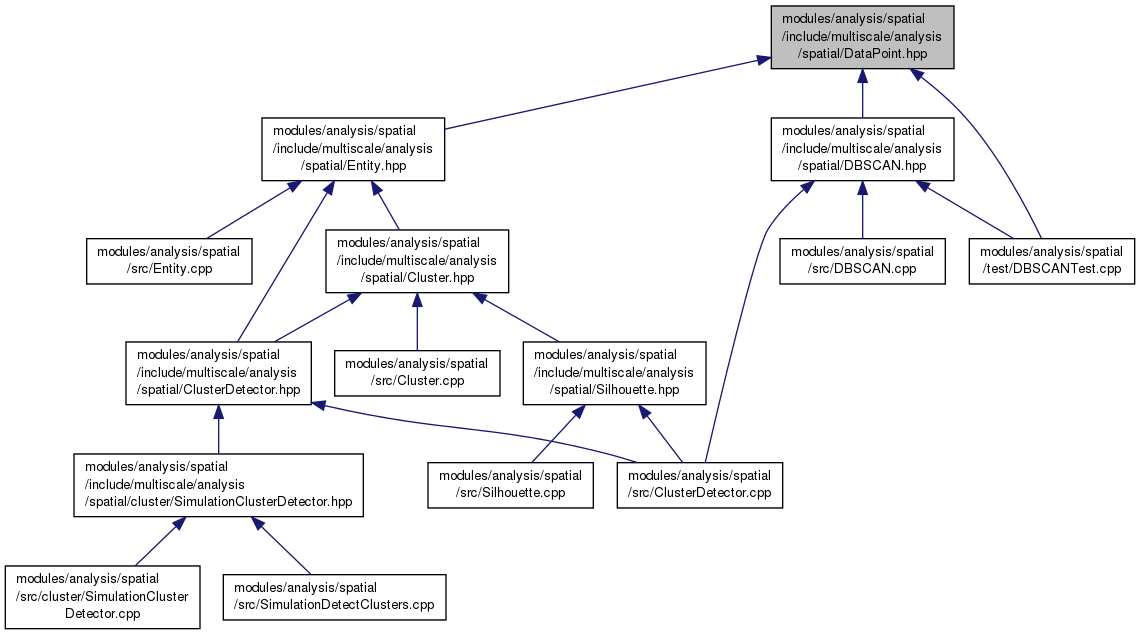 modules/analysis/spatial
/include/multiscale/analysis
/spatial/DataPoint.hpp
modules/analysis/spatial
/include/multiscale/analysis
/spatial/Entity.hpp
modules/analysis/spatial
/include/multiscale/analysis
/spatial/DBSCAN.hpp
modules/analysis/spatial
/src/Entity.cpp
modules/analysis/spatial
/include/multiscale/analysis
/spatial/Cluster.hpp
modules/analysis/spatial
/src/DBSCAN.cpp
modules/analysis/spatial
/test/DBSCANTest.cpp
modules/analysis/spatial
/include/multiscale/analysis
/spatial/ClusterDetector.hpp
modules/analysis/spatial
/src/Cluster.cpp
modules/analysis/spatial
/include/multiscale/analysis
/spatial/Silhouette.hpp
modules/analysis/spatial
/include/multiscale/analysis
/spatial/cluster/SimulationClusterDetector.hpp
modules/analysis/spatial
/src/Silhouette.cpp
modules/analysis/spatial
/src/ClusterDetector.cpp
modules/analysis/spatial
/src/cluster/SimulationCluster
Detector.cpp
modules/analysis/spatial
/src/SimulationDetectClusters.cpp